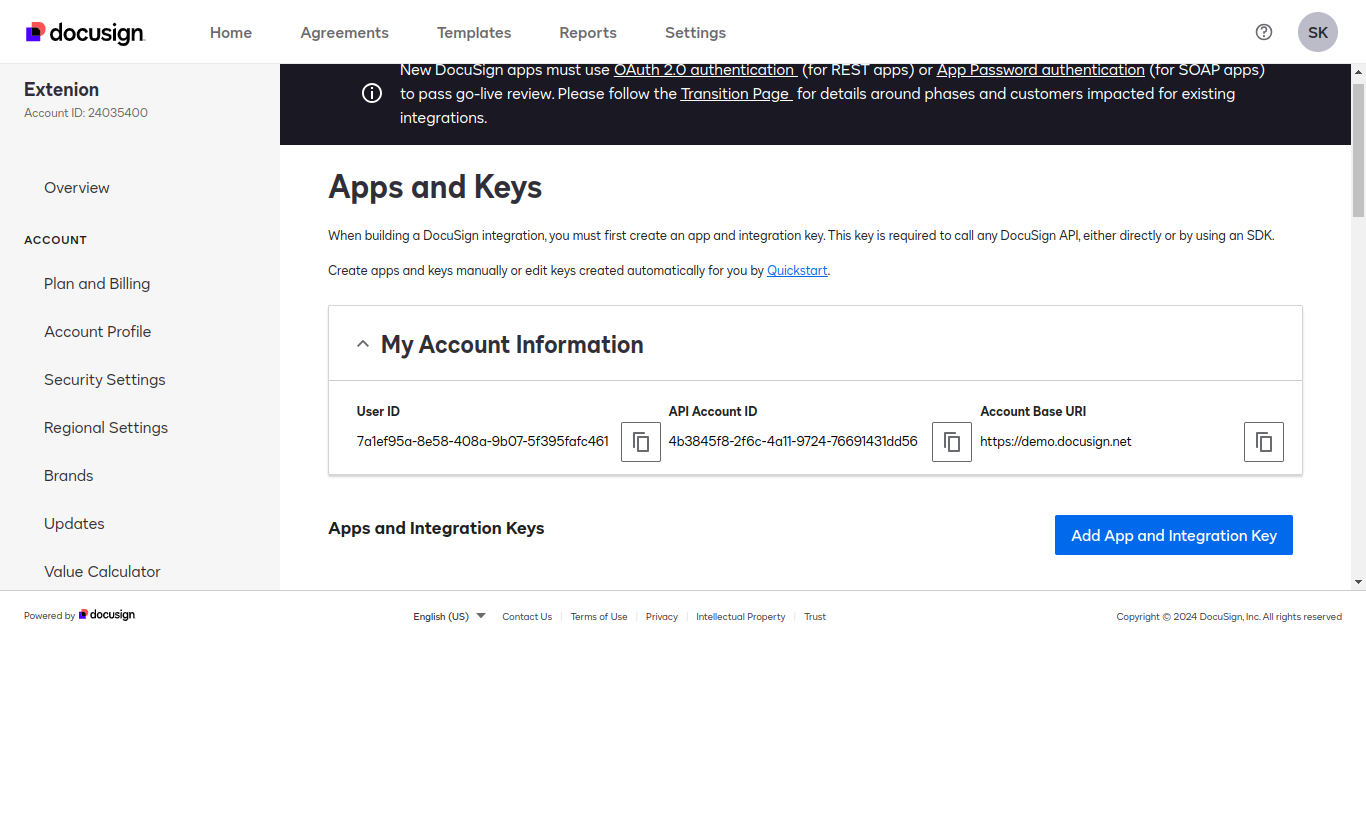 docusign
Home
Agreements
Templates
Reports
Settings
SK
Extenion
Account ID: 24035400
Overview
ACCOUNT
Plan and Billing
Account Profile
Security Settings
Regional Settings
Brands
Updates
Value Calculator
New DocuSign apps must use OAuth 2.0 authentication (for REST apps) or App Password authentication (for SOAP apps)
to pass go-live review. Please follow the Transition Page for details around phases and customers impacted for existing
integrations.
Apps and Keys
When building a DocuSign integration, you must first create an app and integration key. This key is required to call any DocuSign API, either directly or by using an SDK.
Create apps and keys manually or edit keys created automatically for you by Quickstart.
My Account Information
User ID
7a1ef95a-8e58-408a-9b07-5f395fafc461
API Account ID
4b3845f8-2f6c-4a11-9724-76691431dd56
Account Base URI
https://demo.docusign.net
Apps and Integration Keys
Add App and Integration Key
Powered by docusign
English (US)
Contact Us
Terms of Use
Privacy
Intellectual Property
Trust
Copyright © 2024 DocuSign, Inc. All rights reserved